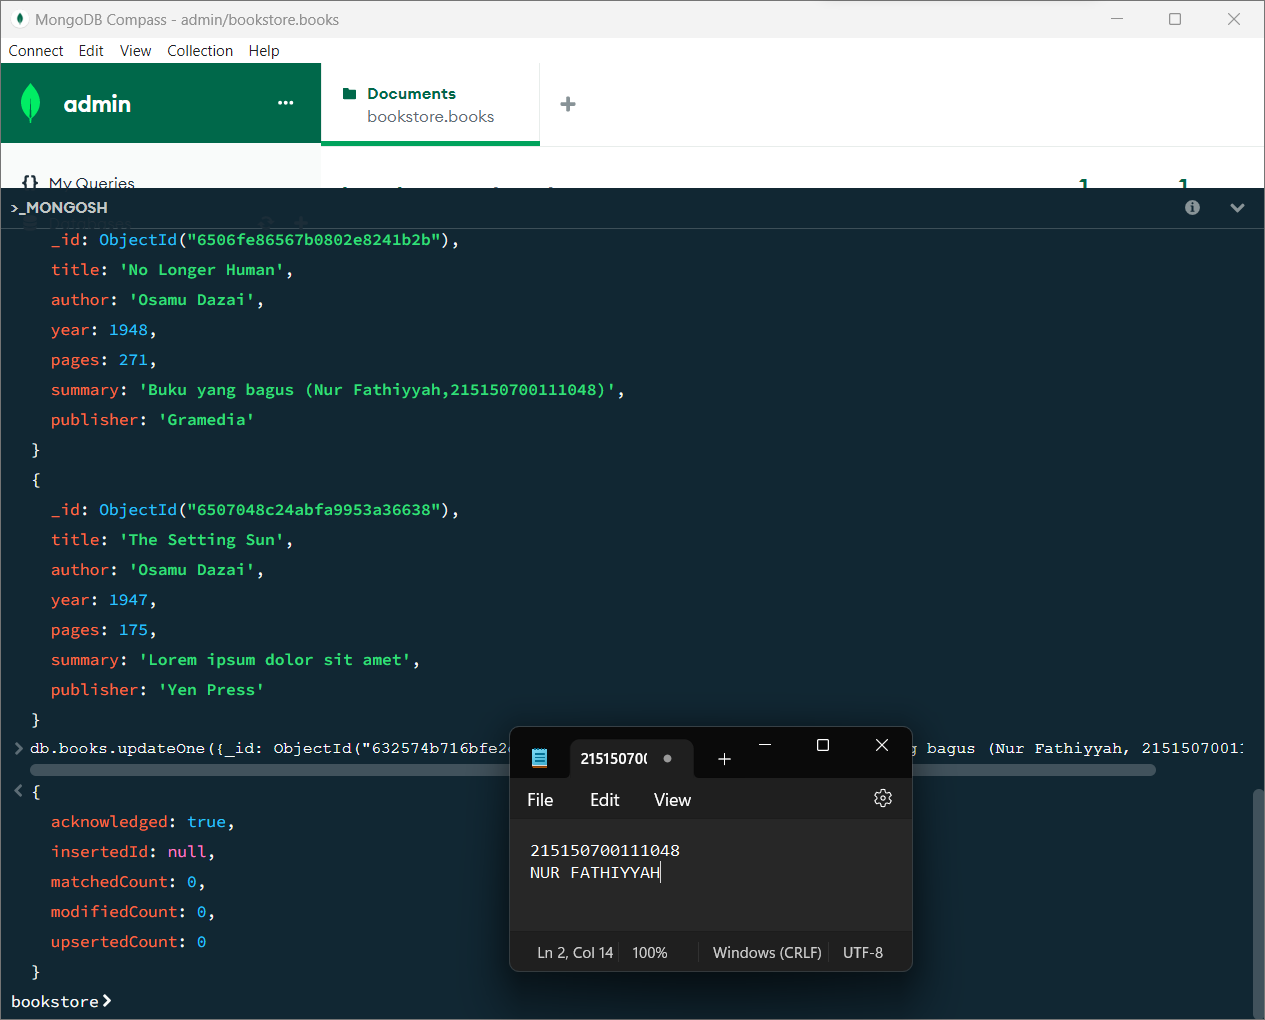 MongoDB Compass - admin/bookstore.books
Connect Edit View Collection Help
admin
Documents
bookstore.books
My Queries
1 1
>_MONGOSH
_id: ObjectId("6506fe86567b0802e8241b2b"),
title: 'No Longer Human',
author: 'Osamu Dazai',
year: 1948,
pages: 271,
summary: 'Buku yang bagus (Nur Fathiyyah,215150700111048)',
publisher: 'Gramedia'
}
{
_id: ObjectId("6507048c24abfa9953a36638"),
title: 'The Setting Sun',
author: 'Osamu Dazai',
year: 1947,
pages: 175,
summary: 'Lorem ipsum dolor sit amet',
publisher: 'Yen Press'
}
db.books.updateOne({_id: ObjectId("632574b716bfe2 bagus (Nur Fathiyyah, 21515070011
{
acknowledged: true,
insertedId: null,
matchedCount: 0,
modifiedCount: 0,
upsertedCount: 0
}
bookstore>
21515070
File Edit View
215150700111048
NUR FATHIYYAH
Ln 2, Col 14 100% Windows (CRLF) UTF-8